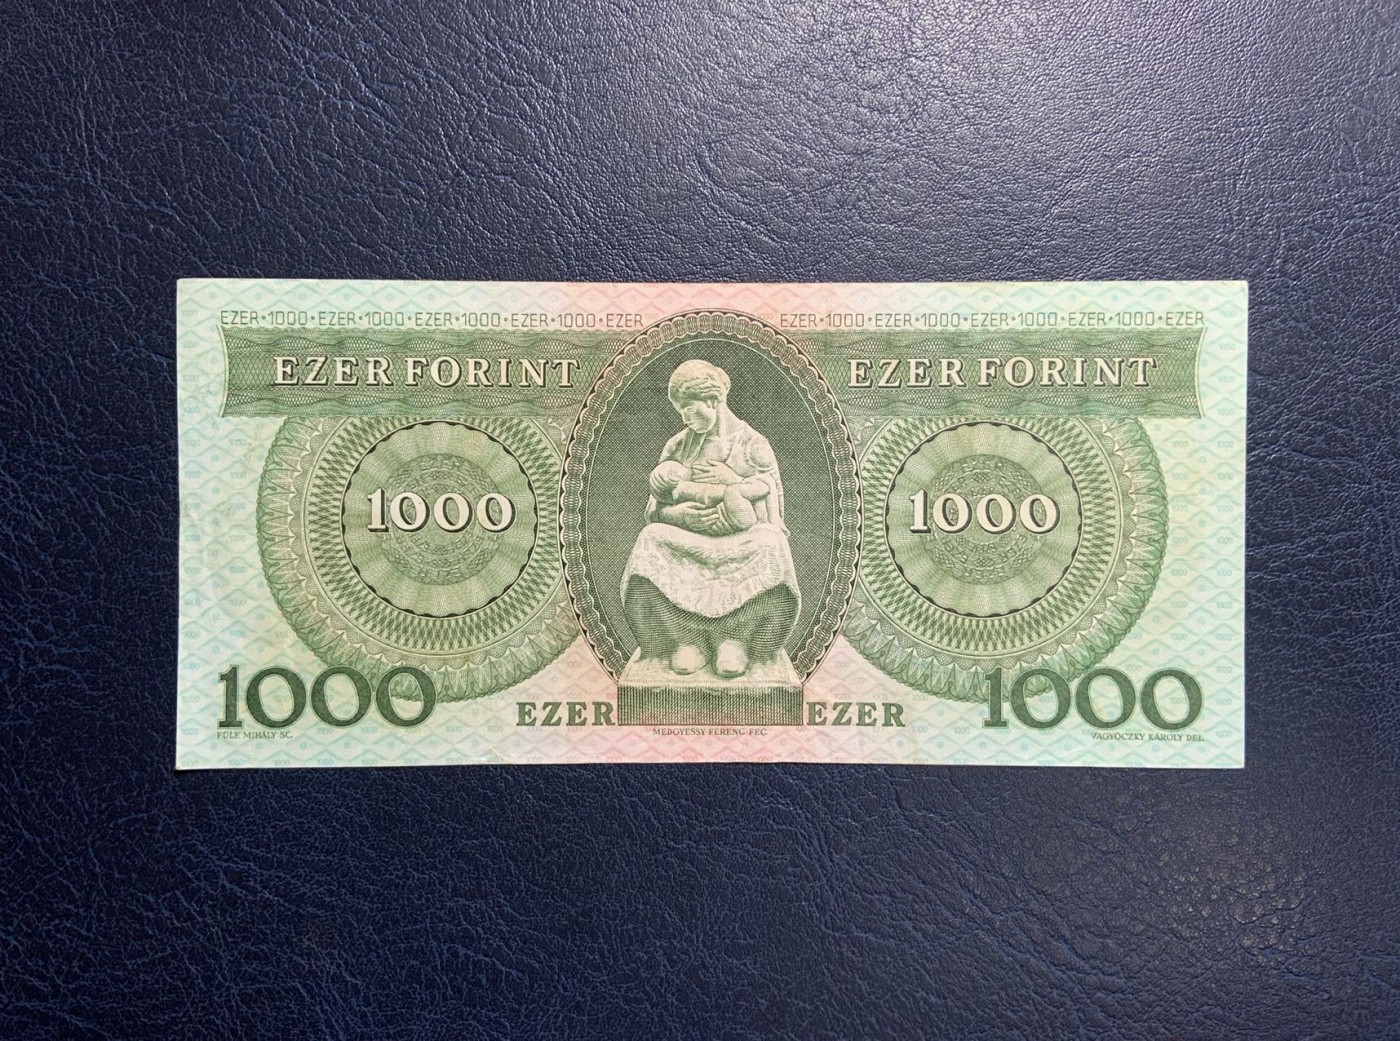 EZER·1000·EZER·1000·EZER·1000·EZER·1000·EZER
EZER·1000·EZER·1000·EZER·1000·EZER·1000·EZER
EZER FORINT
EZER FORINT
1000
1000
1000
1000
EZER
EZER
FÜLE MIHÁLY SC.
MEDGYESSY FERENC FEC.
VAGYÓCZKY KÁROLY DEL.